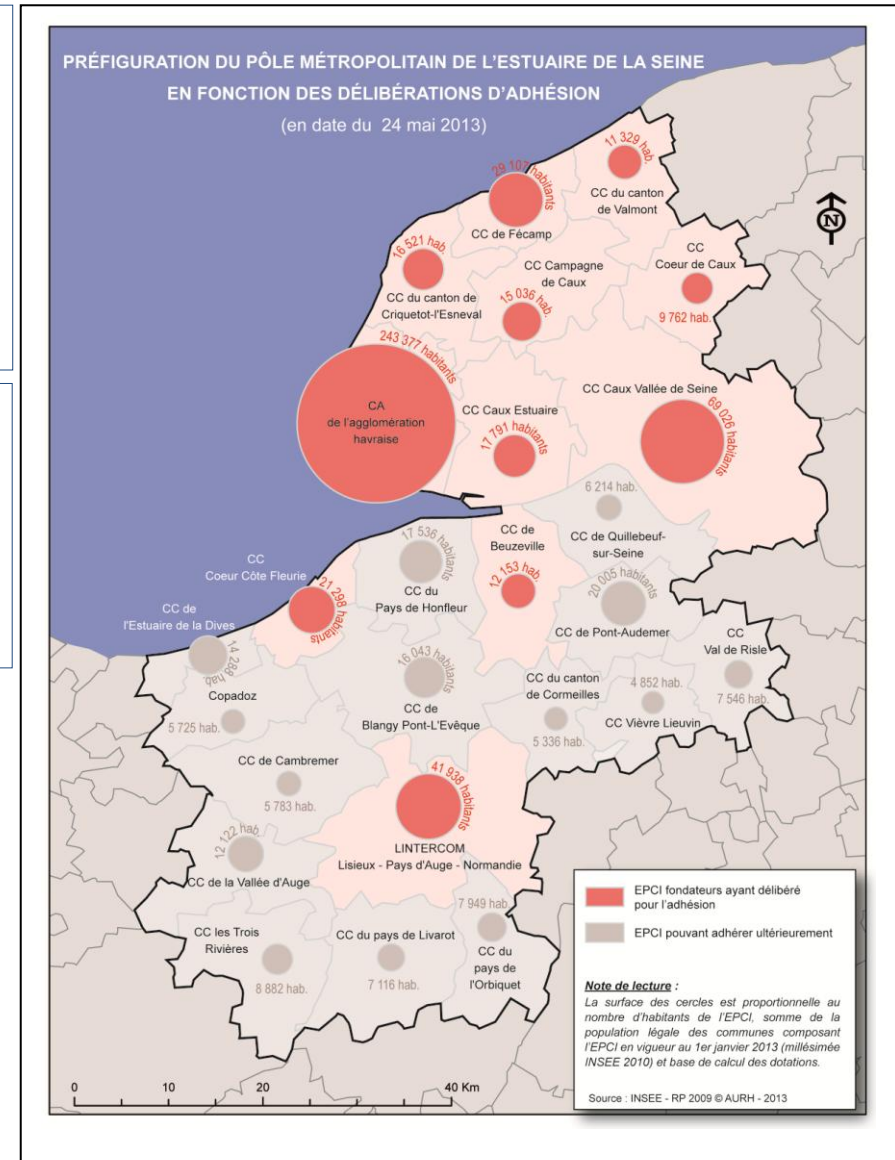 PRÉFIGURATION DU PÔLE MÉTROPOLITAIN DE L'ESTUAIRE DE LA SEINE
EN FONCTION DES DÉLIBÉRATIONS D'ADHÉSION
(en date du 24 mai 2013)
11 329 hab.
CC du canton
de Valmont
29 107 habitants
CC de Fécamp
N
16 521 hab.
CC du canton de
Criquetot-l'Esneval
CC Campagne
de Caux
15 036 hab.
CC
Coeur de Caux
9 762 hab.
243 377 habitants
CA
de l'agglomération
havraise
CC Caux Estuaire
17 791 habitants
CC Caux Vallée de Seine
69 026 habitants
6 214 hab.
CC de Quillebeuf-
sur-Seine
CC de
Beuzeville
12 153 hab.
17 536 habitants
CC du
Pays de Honfleur
CC
Coeur Côte Fleurie
21 298 habitants
20 005 habitants
CC de Pont-Audemer
CC de
l'Estuaire de la Dives
14 288 hab.
CC
Val de Risle
7 546 hab.
16 043 habitants
CC de
Blangy Pont-L'Evêque
CC du canton
de Cormeilles
5 336 hab.
4 852 hab.
CC Vièvre Lieuvin
Copadoz
5 725 hab.
CC de Cambremer
5 783 hab.
41 938 habitants
LINTERCOM
Lisieux - Pays d'Auge - Normandie
12 122 hab.
CC de la Vallée d'Auge
7 949 hab.
CC du
pays de
l'Orbiquet
CC les Trois
Rivières
8 882 hab.
CC du pays de Livarot
7 116 hab.
EPCI fondateurs ayant délibéré
pour l'adhésion
EPCI pouvant adhérer ultérieurement
Note de lecture :
La surface des cercles est proportionnelle au
nombre d'habitants de l'EPCI, somme de la
population légale des communes composant
l'EPCI en vigueur au 1er janvier 2013 (millésimée
INSEE 2010) et base de calcul des dotations.
Source : INSEE - RP 2009 © AURH - 2013
0 10 20 40 Km